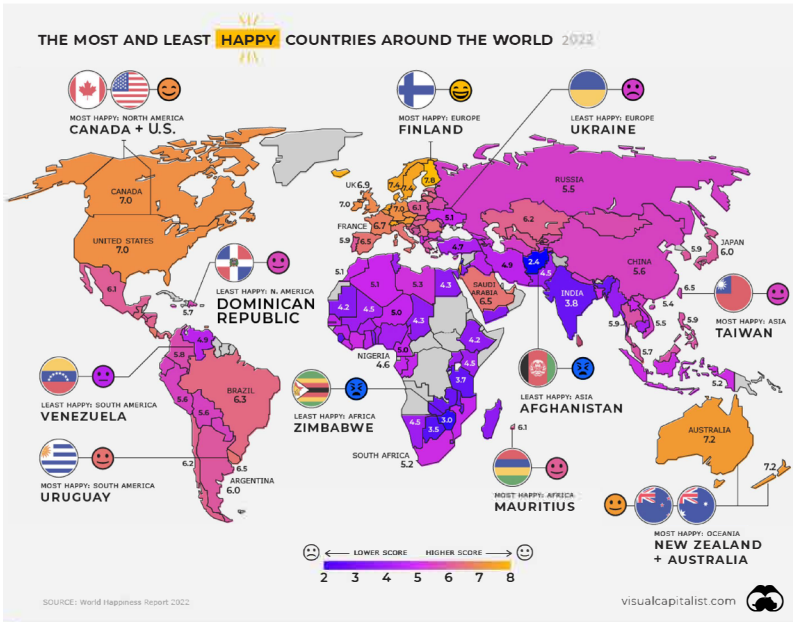 THE MOST AND LEAST HAPPY COUNTRIES AROUND THE WORLD 2022
MOST HAPPY: NORTH AMERICA
CANADA + U.S.
MOST HAPPY: EUROPE
FINLAND
LEAST HAPPY: EUROPE
UKRAINE
CANADA
7.0
UNITED STATES
7.0
6.1
LEAST HAPPY: N. AMERICA
DOMINICAN
REPUBLIC
5.7
UK 6.9
7.0
FRANCE
6.7
5.9
6.5
7.4
7.4
7.8
7.0
6.1
5.1
4.7
RUSSIA
5.5
6.2
CHINA
5.6
5.9
JAPAN
6.0
6.5
5.4
MOST HAPPY: ASIA
TAIWAN
2.4
4.9
4.5
INDIA
3.8
SAUDI
ARABIA
6.5
5.1
5.1
5.3
4.3
4.2
4.5
5.0
4.3
5.0
NIGERIA
4.6
4.2
4.5
3.7
3.0
3.5
4.5
SOUTH AFRICA
5.2
5.9
5.5
5.9
5.7
5.2
4.9
5.8
LEAST HAPPY: SOUTH AMERICA
VENEZUELA
BRAZIL
6.3
5.6
5.6
MOST HAPPY: SOUTH AMERICA
URUGUAY
6.2
6.5
ARGENTINA
6.0
LEAST HAPPY: AFRICA
ZIMBABWE
LEAST HAPPY: ASIA
AFGHANISTAN
6.1
MOST HAPPY: AFRICA
MAURITIUS
AUSTRALIA
7.2
7.2
MOST HAPPY: OCEANIA
NEW ZEALAND
+ AUSTRALIA
LOWER SCORE HIGHER SCORE
2 3 4 5 6 7 8
SOURCE: World Happiness Report 2022
visualcapitalist.com